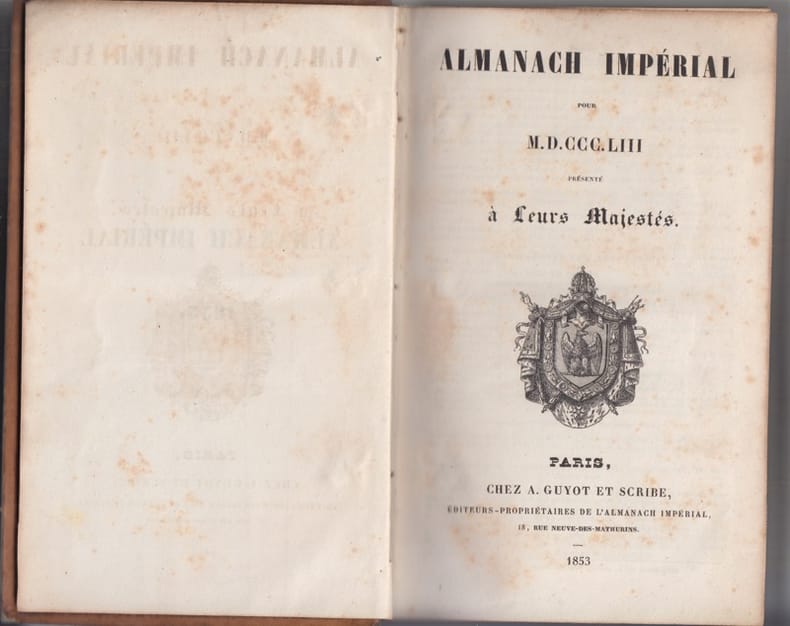 ALMANACH IMPÉRIAL
POUR
M.D.CCC.LIII
PRÉSENTÉ
à Leurs Majestés.
PARIS,
CHEZ A. GUYOT ET SCRIBE,
ÉDITEURS-PROPRIÉTAIRES DE L'ALMANACH IMPÉRIAL,
18, RUE NEUVE-DES-MATHURINS.
1853